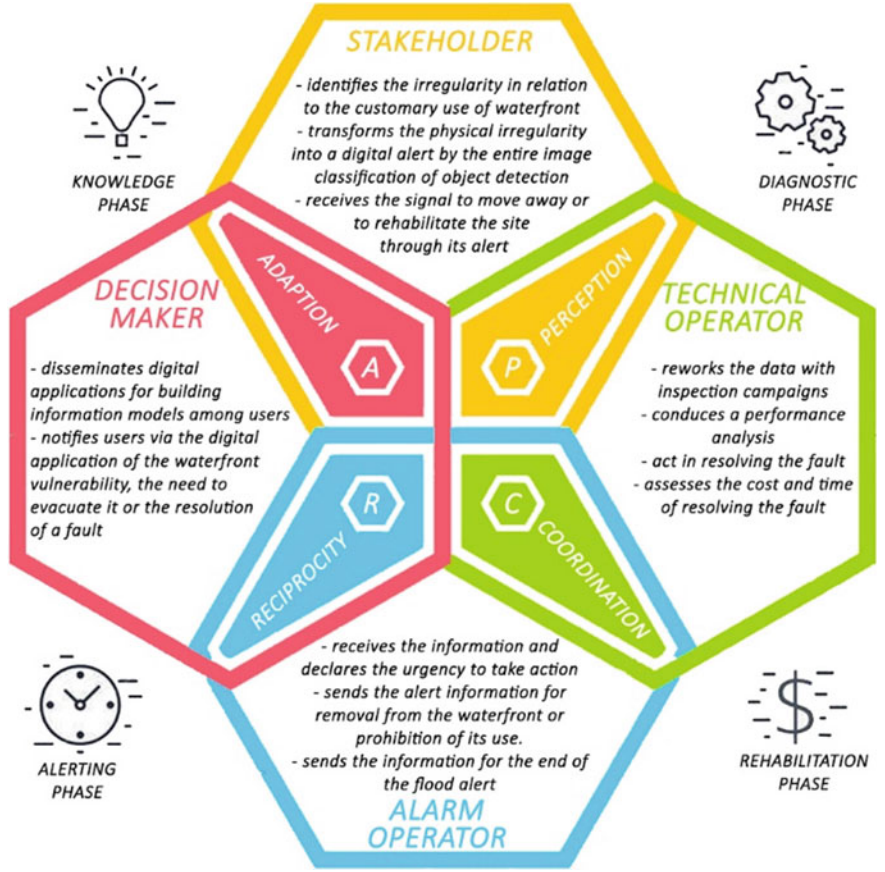 STAKEHOLDER
- identifies the irregularity in relation
to the customary use of waterfront
- transforms the physical irregularity
into a digital alert by the entire image
classification of object detection
- receives the signal to move away or
to rehabilitate the site
through its alert
KNOWLEDGE
PHASE
DIAGNOSTIC
PHASE
ADAPTION
A
PERCEPTION
P
DECISION
MAKER
- disseminates digital
applications for building
information models among users
- notifies users via the digital
application of the waterfront
vulnerability, the need to
evacuate it or the resolution
of a fault
TECHNICAL
OPERATOR
- reworks the data with
inspection campaigns
- conduces a performance
analysis
- act in resolving the fault
- assesses the cost and time
of resolving the fault
R
RECIPROCITY
C
COORDINATION
- receives the information and
declares the urgency to take action
- sends the alert information for
removal from the waterfront or
prohibition of its use.
- sends the information for the end of
the flood alert
ALARM
OPERATOR
ALERTING
PHASE
$
REHABILITATION
PHASE